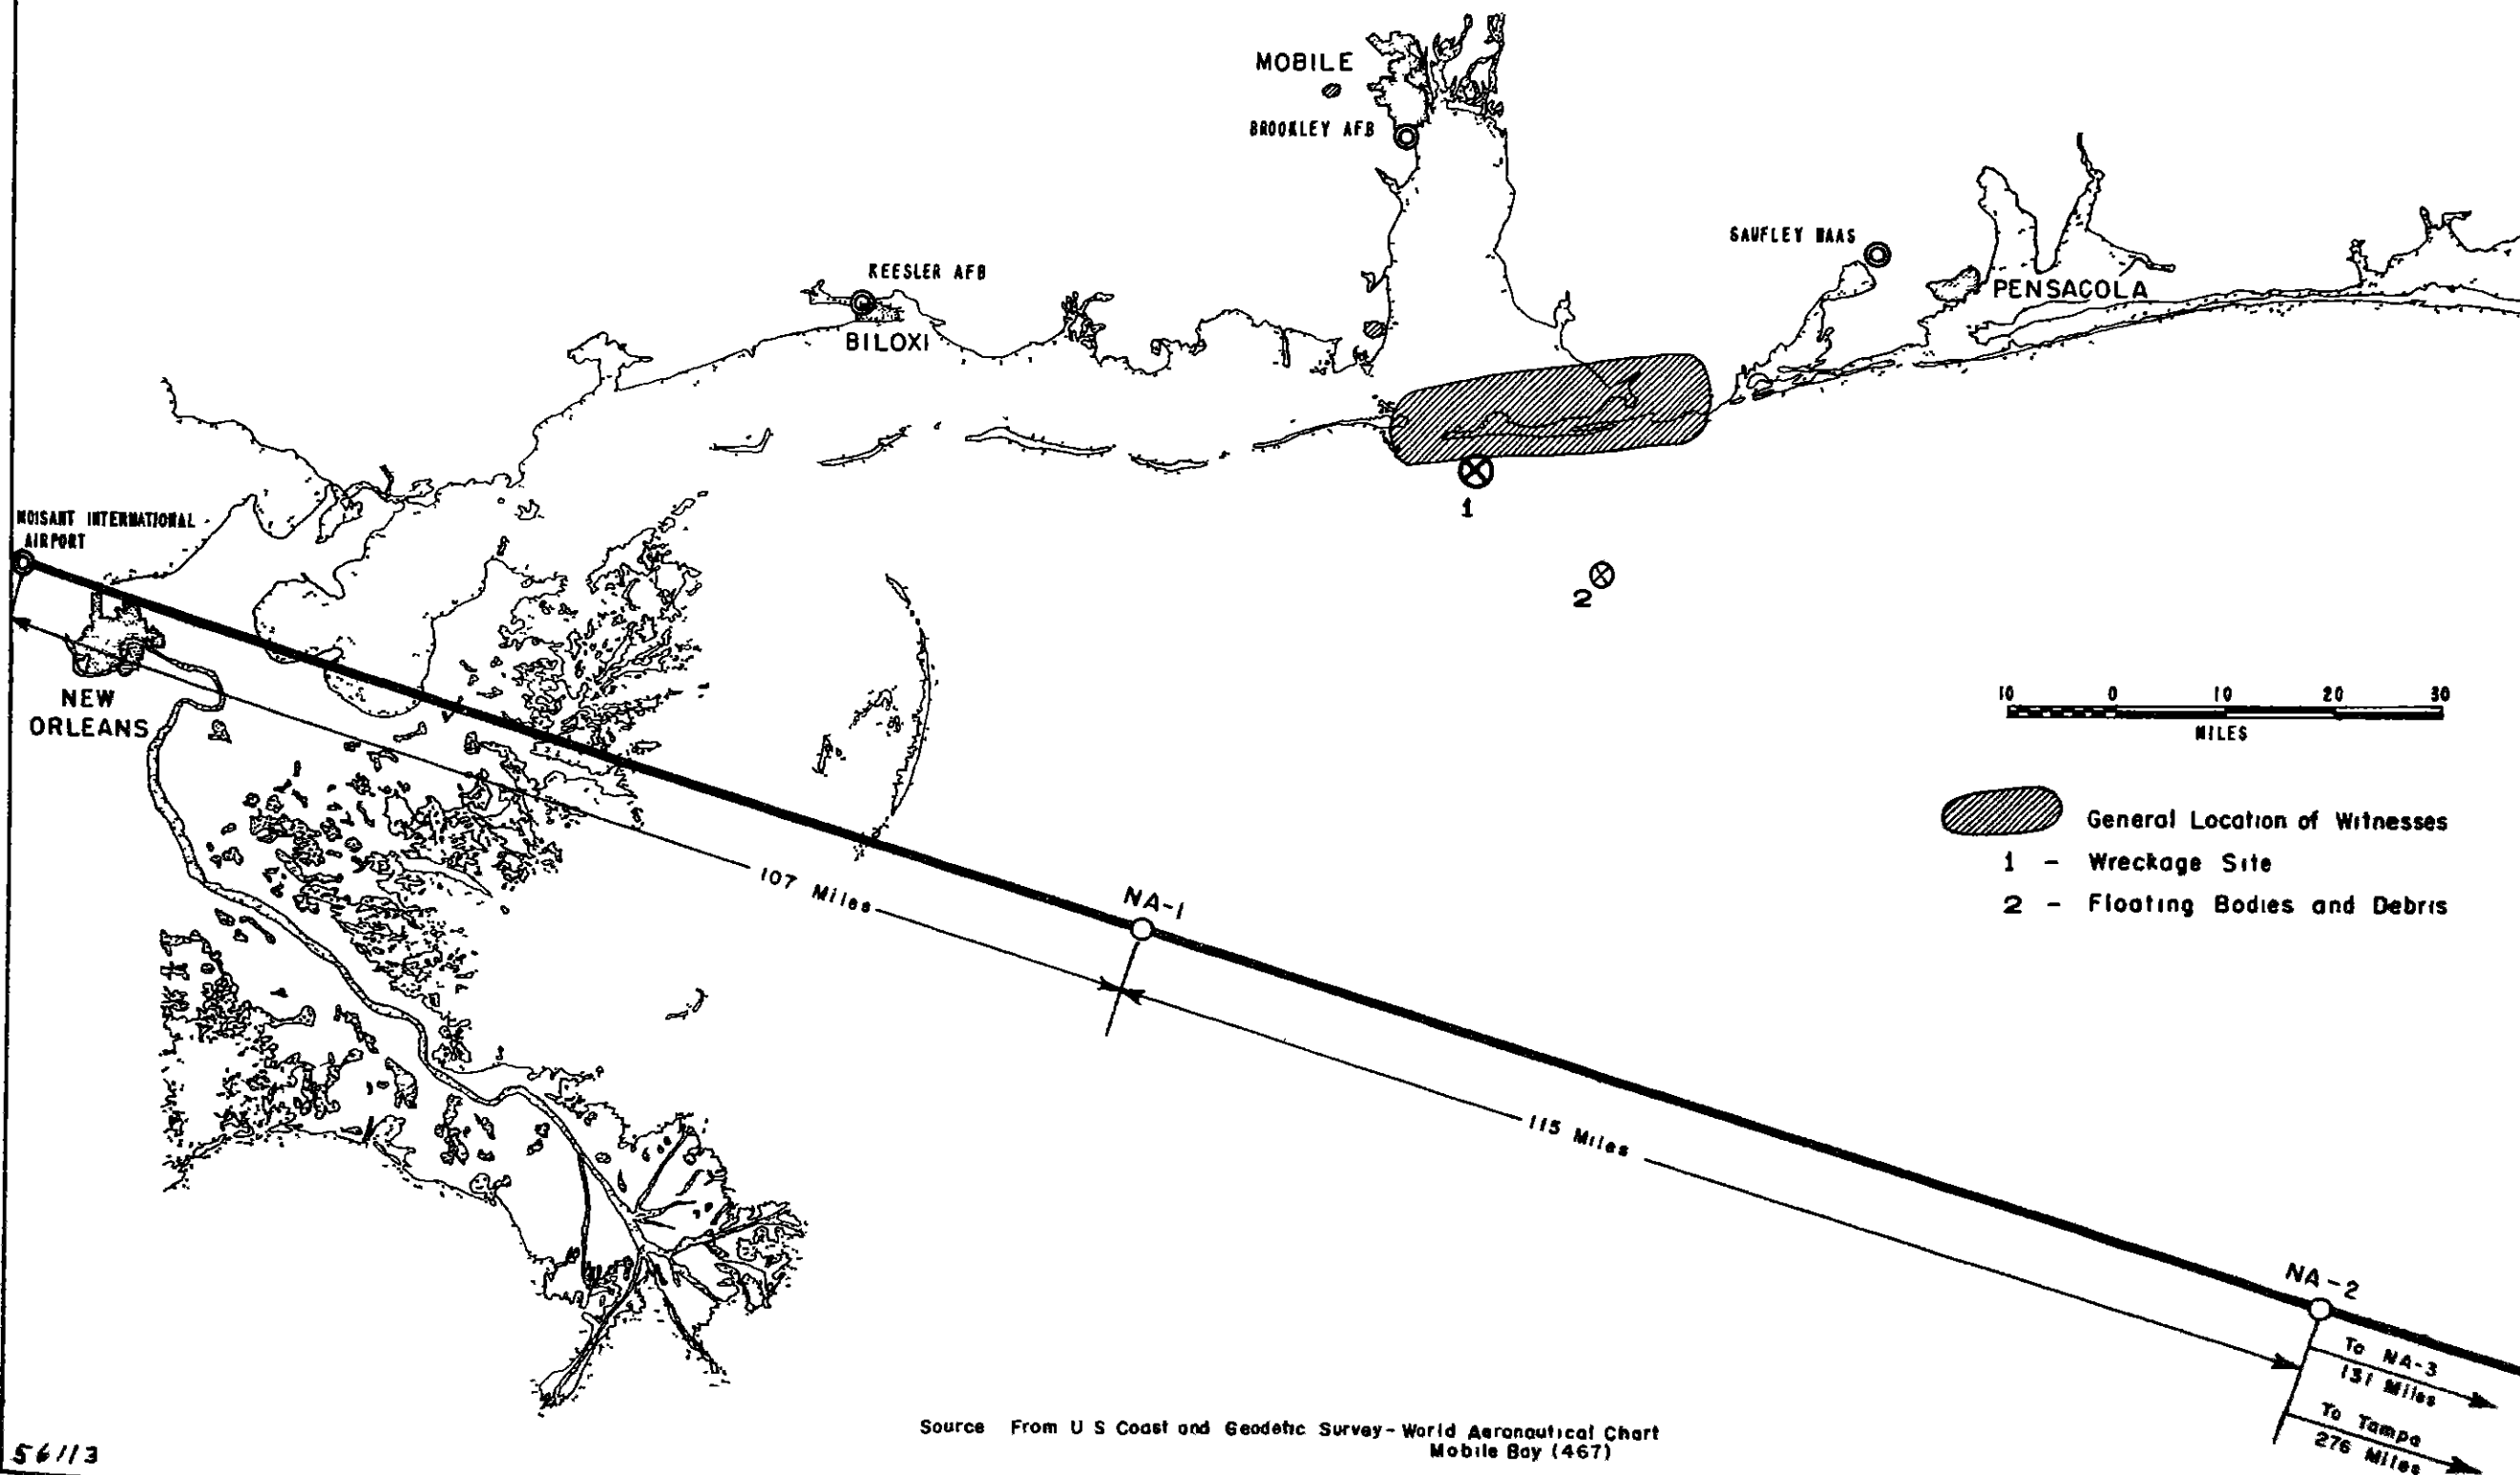 MOBILE
BROOKLEY AFB
SAUFLEY NAAS
PENSACOLA
KEESLER AFB
BILOXI
MOISANT INTERNATIONAL
AIRPORT
NEW
ORLEANS
1
2
10 0 10 20 30
MILES
General Location of Witnesses
1 - Wreckage Site
2 - Floating Bodies and Debris
107 Miles
NA-1
115 Miles
NA-2
To NA-3
131 Miles
To Tampa
276 Miles
Source From U S Coast and Geodetic Survey-World Aeronautical Chart
Mobile Bay (467)
56113